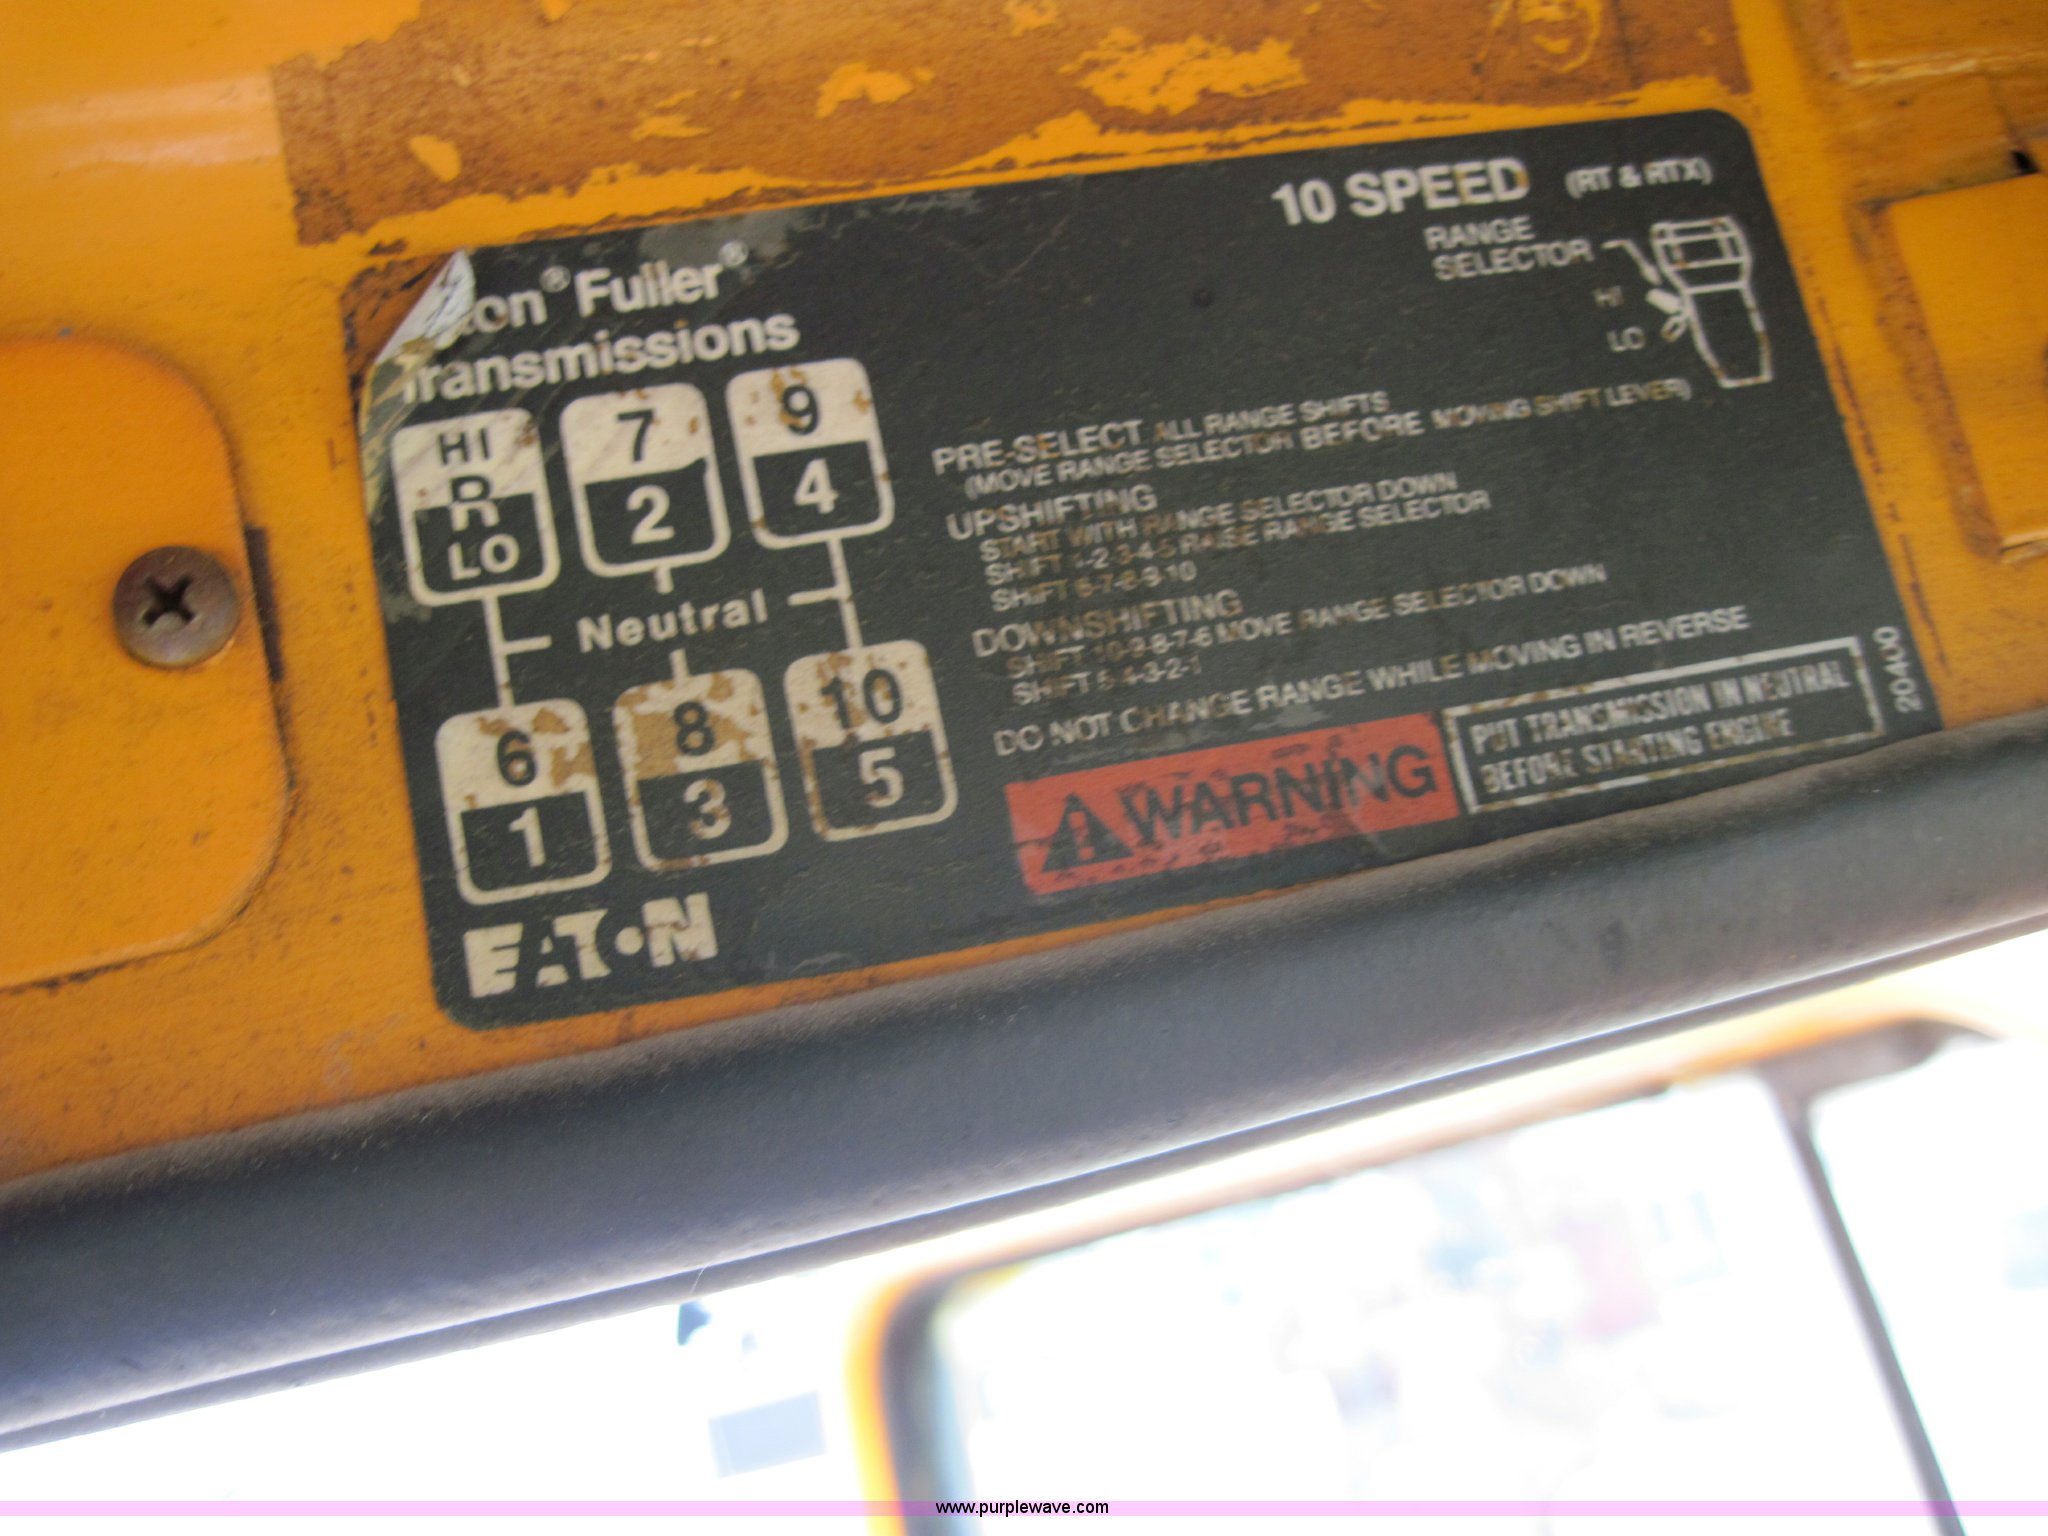 10 SPEED (RT & RTX)
RANGE
SELECTOR
HI
LO
Fuller®
Transmissions
HI
R
LO
7
2
9
4
Neutral
6
1
8
3
10
5
EATON
PRE-SELECT ALL RANGE SHIFTS
(MOVE RANGE SELECTOR BEFORE MOVING SHIFT LEVER)
UPSHIFTING
START WITH RANGE SELECTOR DOWN
SHIFT 1-2-3-4-5 RAISE RANGE SELECTOR
SHIFT 6-7-8-9-10
DOWNSHIFTING
SHIFT 10-9-8-7-6 MOVE RANGE SELECTOR DOWN
SHIFT 5-4-3-2-1
DO NOT CHANGE RANGE WHILE MOVING IN REVERSE
WARNING
PUT TRANSMISSION IN NEUTRAL
BEFORE STARTING ENGINE
20400
www.purplewave.com